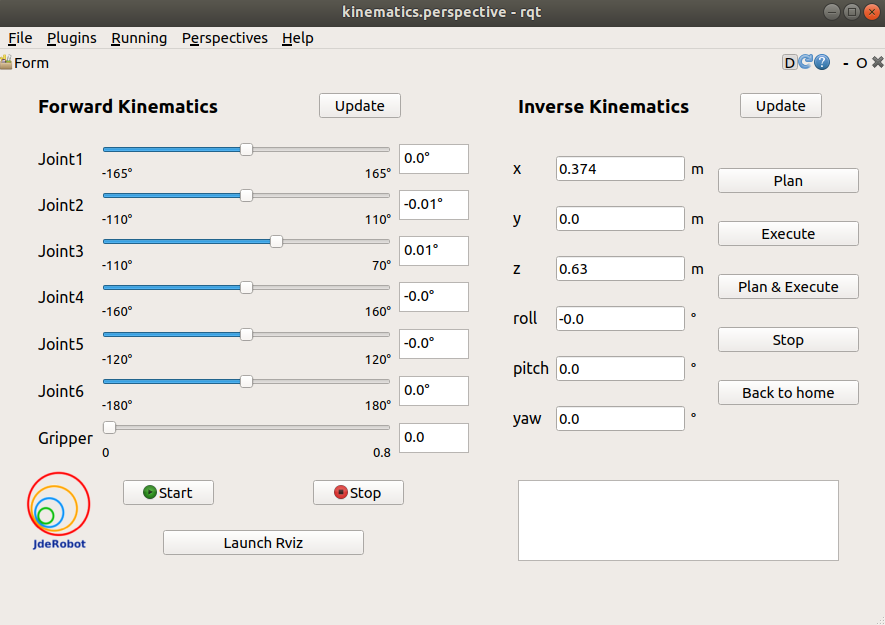 kinematics.perspective - rqt
File Plugins Running Perspectives Help
Form D ? - O
Forward Kinematics Update
Joint1 0.0°
-165° 165°
Joint2 -0.01°
-110° 110°
Joint3 0.01°
-110° 70°
Joint4 -0.0°
-160° 160°
Joint5 -0.0°
-120° 120°
Joint6 0.0°
-180° 180°
Gripper 0.0
0 0.8
Start Stop
JdeRobot
Launch Rviz
Inverse Kinematics Update
x 0.374 m
y 0.0 m
z 0.63 m
roll -0.0 °
pitch 0.0 °
yaw 0.0 °
Plan
Execute
Plan & Execute
Stop
Back to home